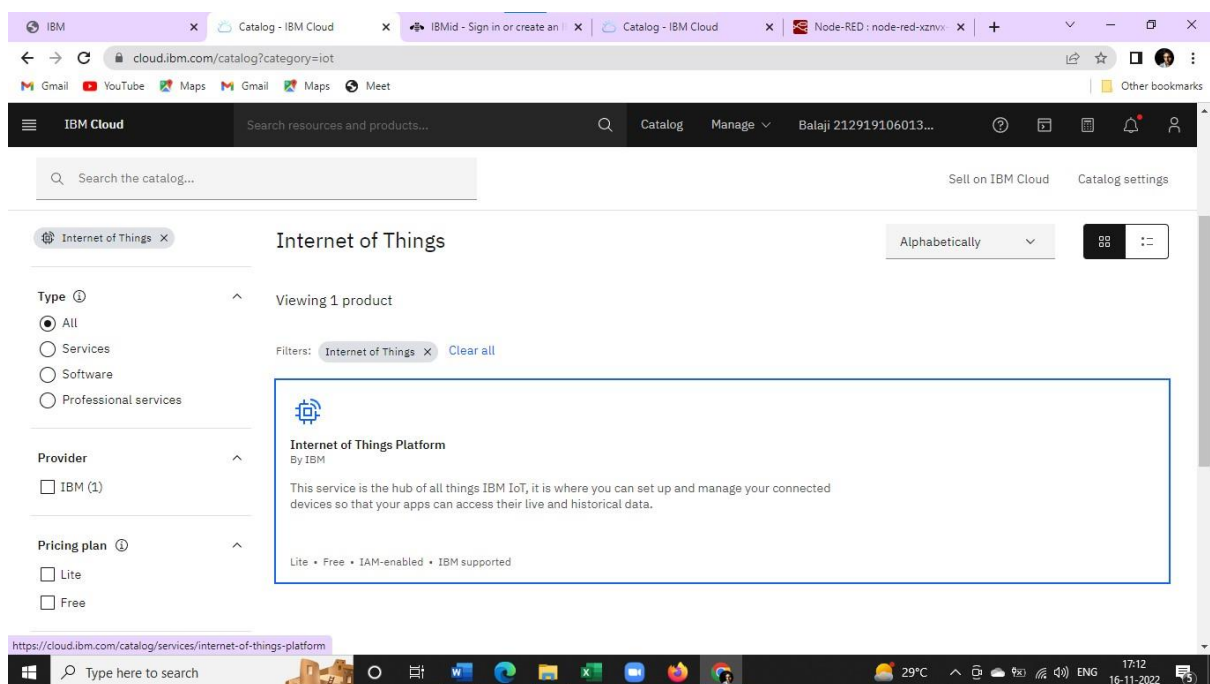 IBM
Catalog - IBM Cloud
IBMid - Sign in or create an I
Catalog - IBM Cloud
Node-RED : node-red-xznvx-
cloud.ibm.com/catalog?category=iot
Gmail YouTube Maps Gmail Maps Meet Other bookmarks
IBM Cloud Search resources and products... Catalog Manage Balaji 212919106013...
Search the catalog... Sell on IBM Cloud Catalog settings
Internet of Things
Internet of Things Alphabetically
Type
All
Services
Software
Professional services
Provider
IBM (1)
Pricing plan
Lite
Free
Viewing 1 product
Filters: Internet of Things Clear all
Internet of Things Platform
By IBM
This service is the hub of all things IBM IoT, it is where you can set up and manage your connected
devices so that your apps can access their live and historical data.
Lite • Free • IAM-enabled • IBM supported
https://cloud.ibm.com/catalog/services/internet-of-things-platform
Type here to search 29°C ENG 17:12
16-11-2022